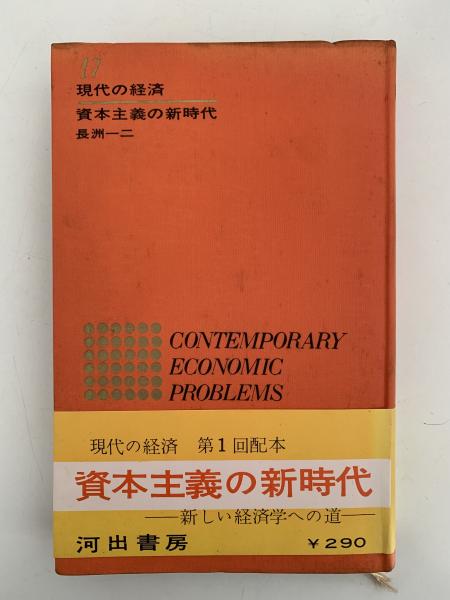 17
現代の経済
資本主義の新時代
長洲一二
CONTEMPORARY
ECONOMIC
PROBLEMS
現代の経済 第1回配本
資本主義の新時代
──新しい経済学への道──
河出書房 ¥290